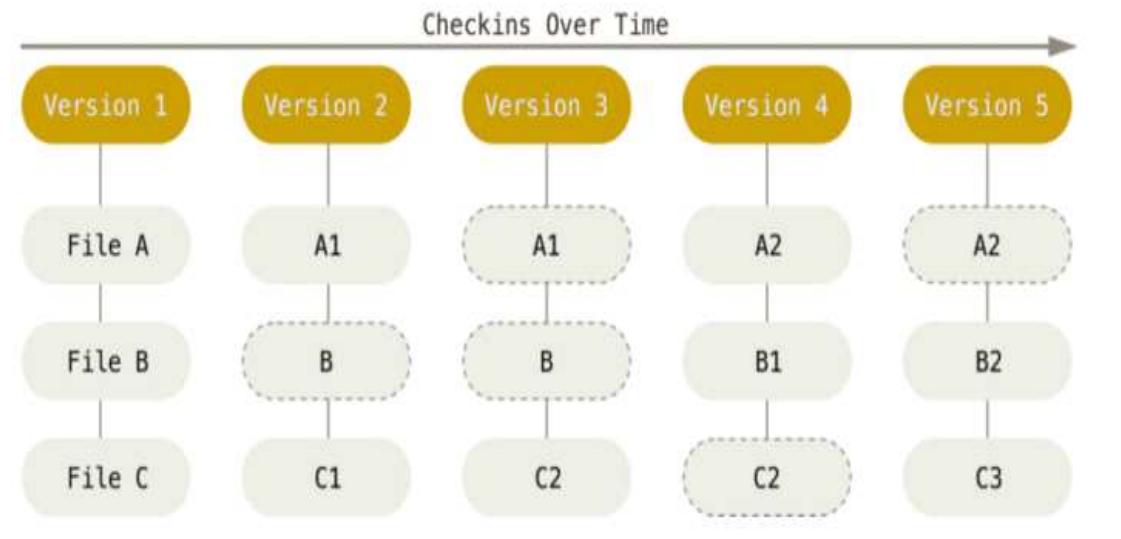 Checkins Over Time
Version 1 Version 2 Version 3 Version 4 Version 5
File A A1 A1 A2 A2
File B B B B1 B2
File C C1 C2 C2 C3